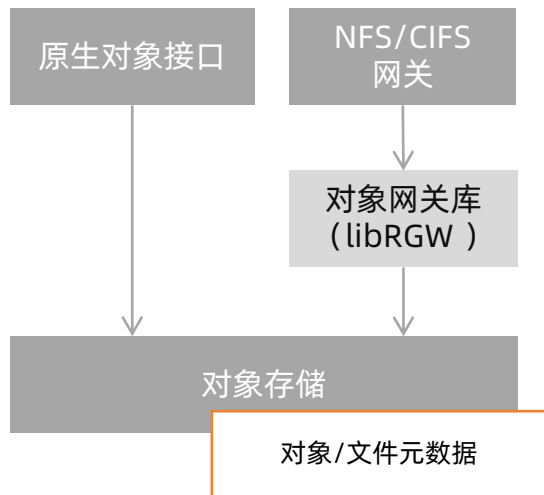 原生对象接口
NFS/CIFS
网关
对象网关库
(libRGW )
对象存储
对象/文件元数据